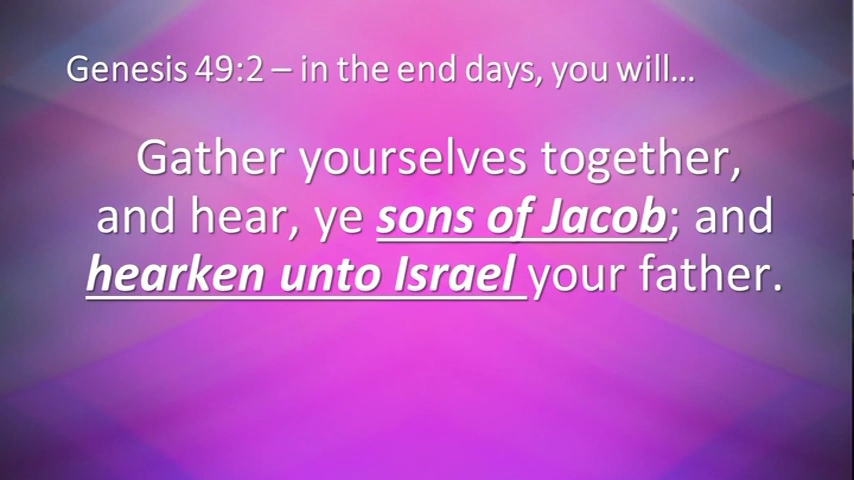 Genesis 49:2 – in the end days, you will...
Gather yourselves together,
and hear, ye sons of Jacob; and
hearken unto Israel your father.